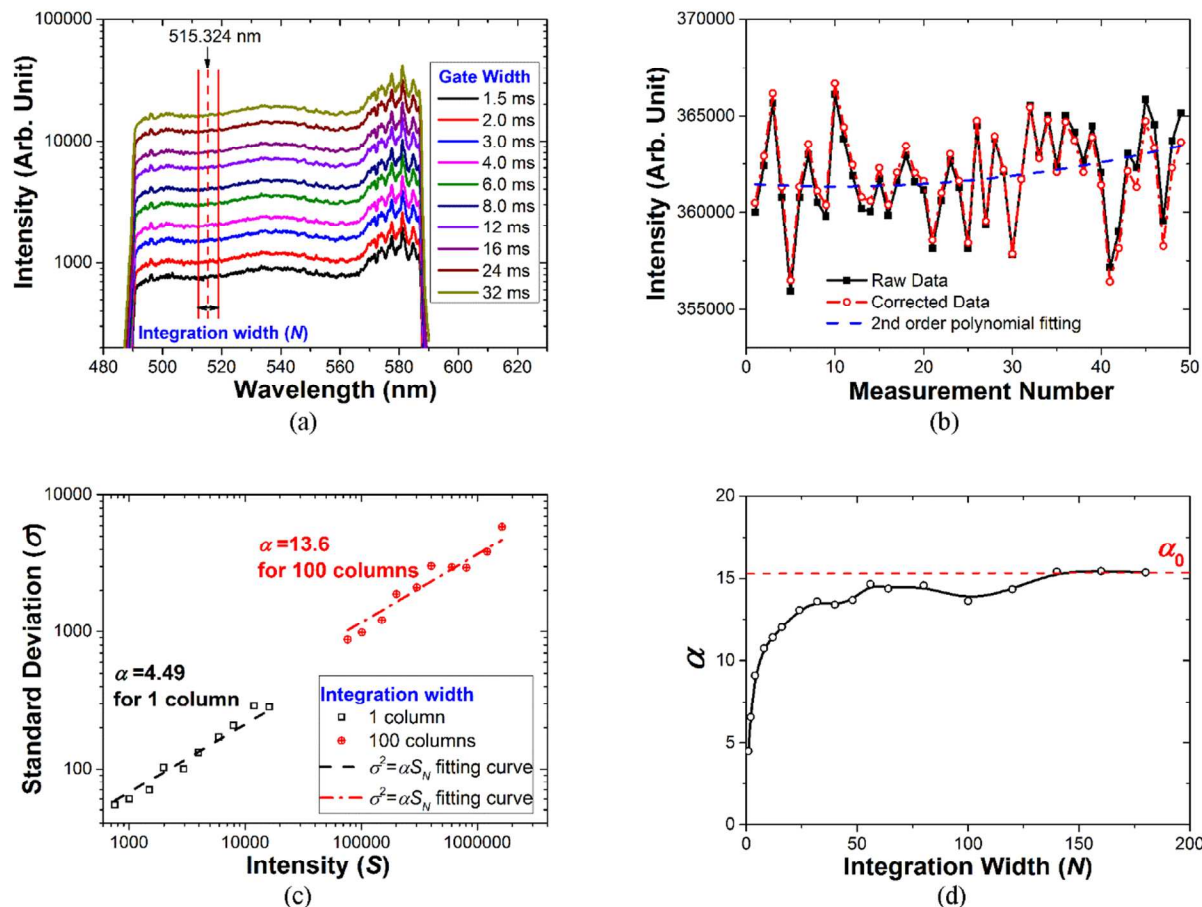 515.324 nm
100000
10000
1000
Intensity (Arb. Unit)
Gate Width
1.5 ms
2.0 ms
3.0 ms
4.0 ms
6.0 ms
8.0 ms
12 ms
16 ms
24 ms
32 ms
Integration width (N)
480 500 520 540 560 580 600 620
Wavelength (nm)
(a)
370000
365000
360000
355000
Intensity (Arb. Unit)
Raw Data
Corrected Data
2nd order polynomial fitting
0 10 20 30 40 50
Measurement Number
(b)
10000
1000
100
Standard Deviation (σ)
α=13.6
for 100 columns
α=4.49
for 1 column
Integration width
1 column
100 columns
σ²=αS_N fitting curve
σ²=αS_N fitting curve
1000 10000 100000 1000000
Intensity (S)
(c)
20
15
10
5
0
α
α₀
0 50 100 150 200
Integration Width (N)
(d)